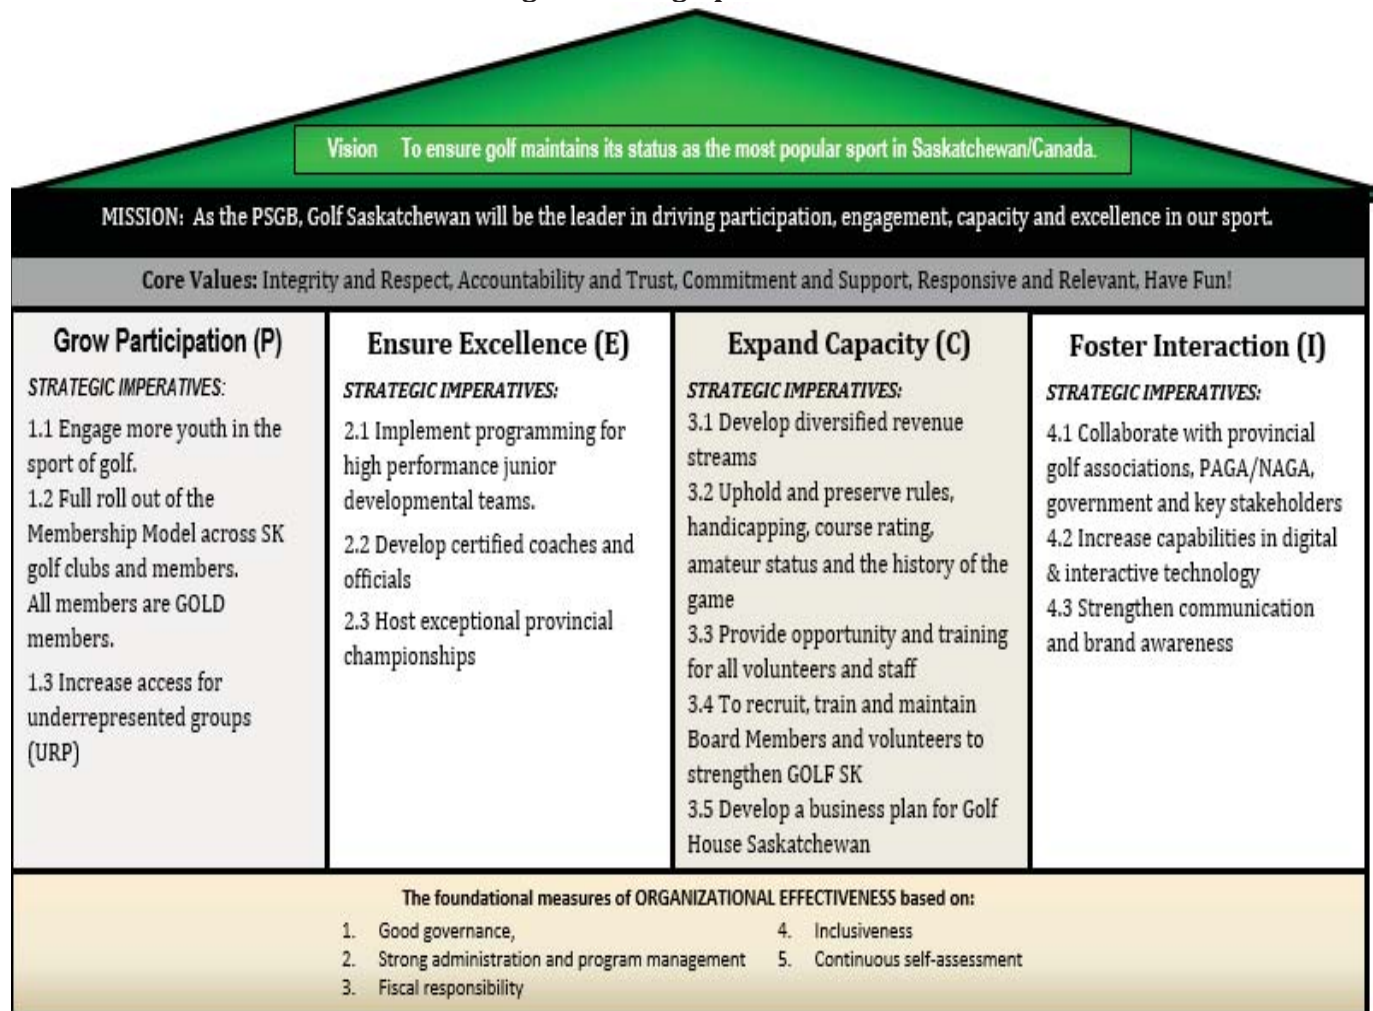 Vision To ensure golf maintains its status as the most popular sport in Saskatchewan/Canada.
MISSION: As the PSGB, Golf Saskatchewan will be the leader in driving participation, engagement, capacity and excellence in our sport.
Core Values: Integrity and Respect, Accountability and Trust, Commitment and Support, Responsive and Relevant, Have Fun!
Grow Participation (P)
STRATEGIC IMPERATIVES:
1.1 Engage more youth in the
sport of golf.
1.2 Full roll out of the
Membership Model across SK
golf clubs and members.
All members are GOLD
members.
1.3 Increase access for
underrepresented groups
(URP)
Ensure Excellence (E)
STRATEGIC IMPERATIVES:
2.1 Implement programming for
high performance junior
developmental teams.
2.2 Develop certified coaches and
officials
2.3 Host exceptional provincial
championships
Expand Capacity (C)
STRATEGIC IMPERATIVES:
3.1 Develop diversified revenue
streams
3.2 Uphold and preserve rules,
handicapping, course rating,
amateur status and the history of the
game
3.3 Provide opportunity and training
for all volunteers and staff
3.4 To recruit, train and maintain
Board Members and volunteers to
strengthen GOLF SK
3.5 Develop a business plan for Golf
House Saskatchewan
Foster Interaction (I)
STRATEGIC IMPERATIVES:
4.1 Collaborate with provincial
golf associations, PAGA/NAGA,
government and key stakeholders
4.2 Increase capabilities in digital
& interactive technology
4.3 Strengthen communication
and brand awareness
The foundational measures of ORGANIZATIONAL EFFECTIVENESS based on:
1. Good governance,
2. Strong administration and program management
3. Fiscal responsibility
4. Inclusiveness
5. Continuous self-assessment